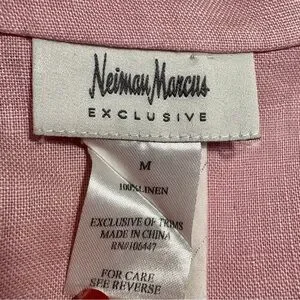 Neiman Marcus
EXCLUSIVE
M
100% LINEN
EXCLUSIVE OF TRIMS
MADE IN CHINA
RN#106447
FOR CARE
SEE REVERSE